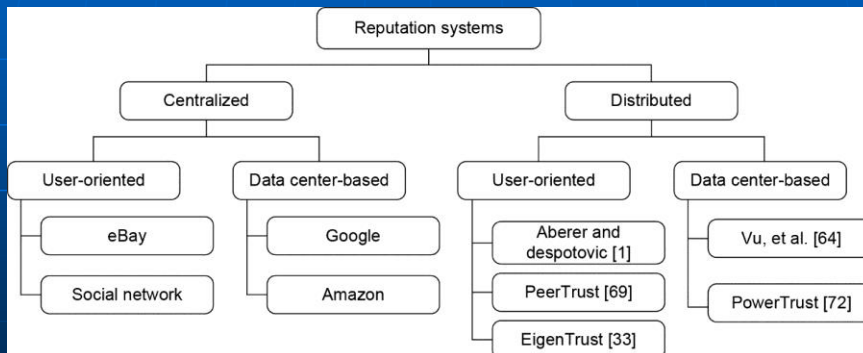 Reputation systems
Centralized
Distributed
User-oriented
Data center-based
User-oriented
Data center-based
eBay
Google
Aberer and
despotovic [1]
Vu, et al. [64]
Social network
Amazon
PeerTrust [69]
PowerTrust [72]
EigenTrust [33]